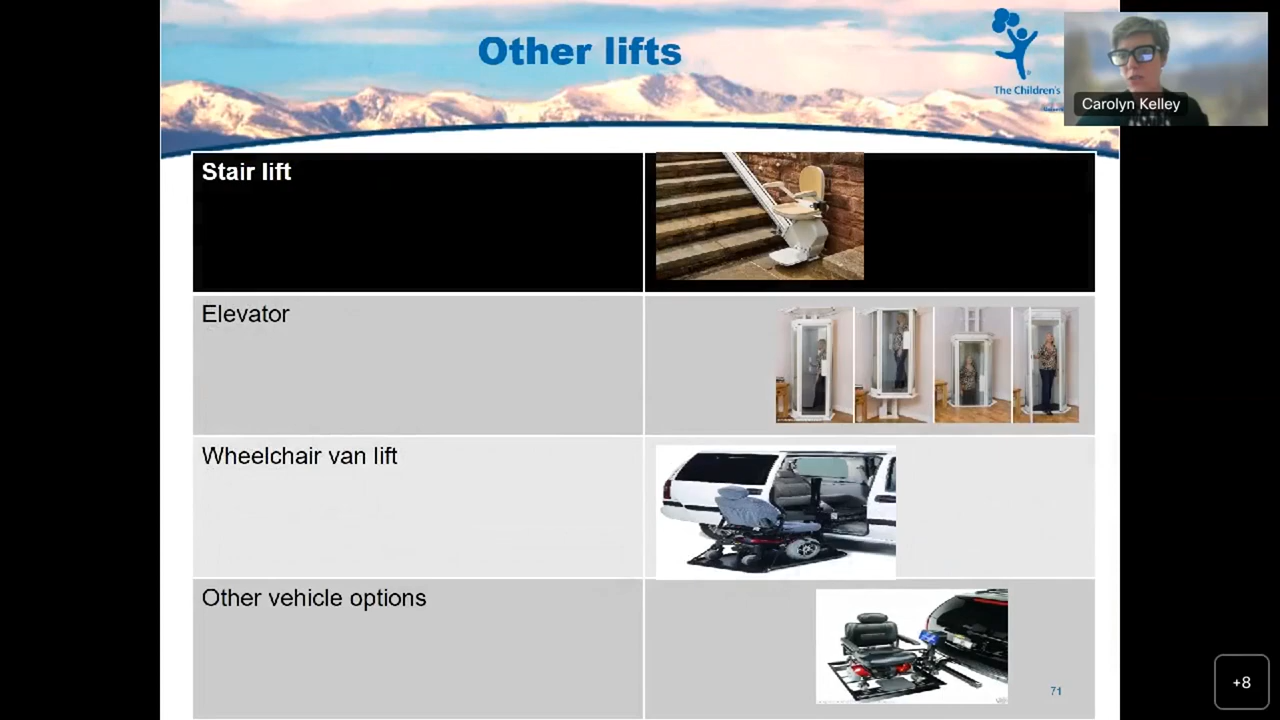 Other lifts
The Children's
Carolyn Kelley
Stair lift
Elevator
Wheelchair van lift
Other vehicle options
71
+8